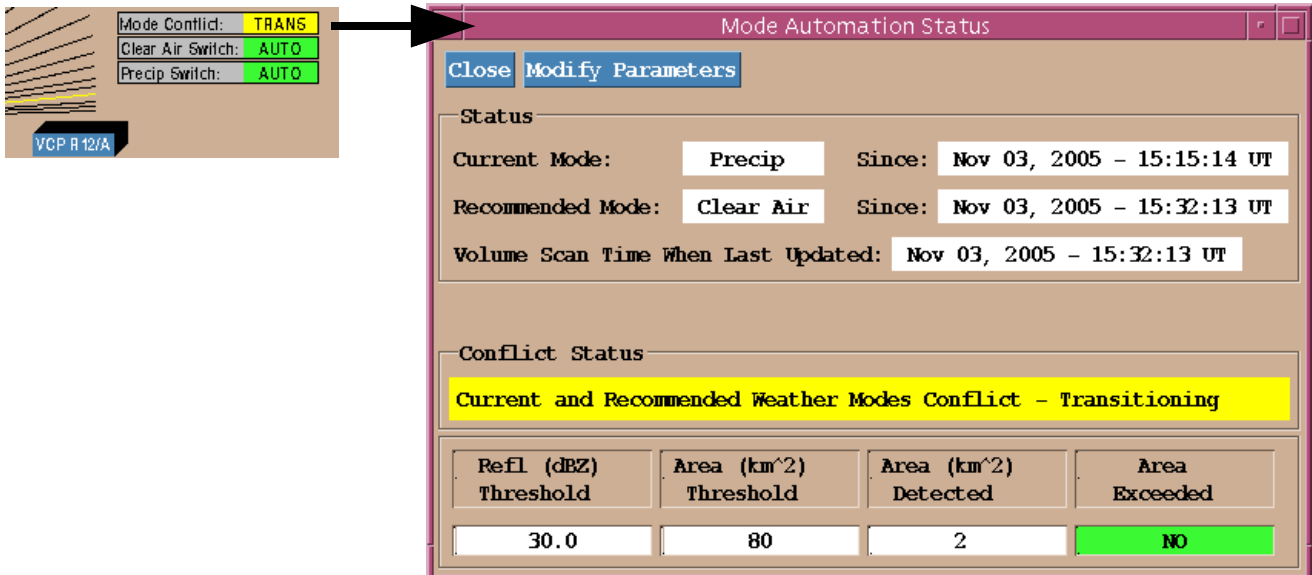 Mode Conflict: TRANS
Clear Air Switch: AUTO
Precip Switch: AUTO
VCP R12/A
Mode Automation Status
Close Modify Parameters
Status
Current Mode: Precip Since: Nov 03, 2005 - 15:15:14 UT
Recommended Mode: Clear Air Since: Nov 03, 2005 - 15:32:13 UT
Volume Scan Time When Last Updated: Nov 03, 2005 - 15:32:13 UT
Conflict Status
Current and Recommended Weather Modes Conflict - Transitioning
Refl (dBZ) Area (km^2) Area (km^2) Area
Threshold Threshold Detected Exceeded
30.0 80 2 NO